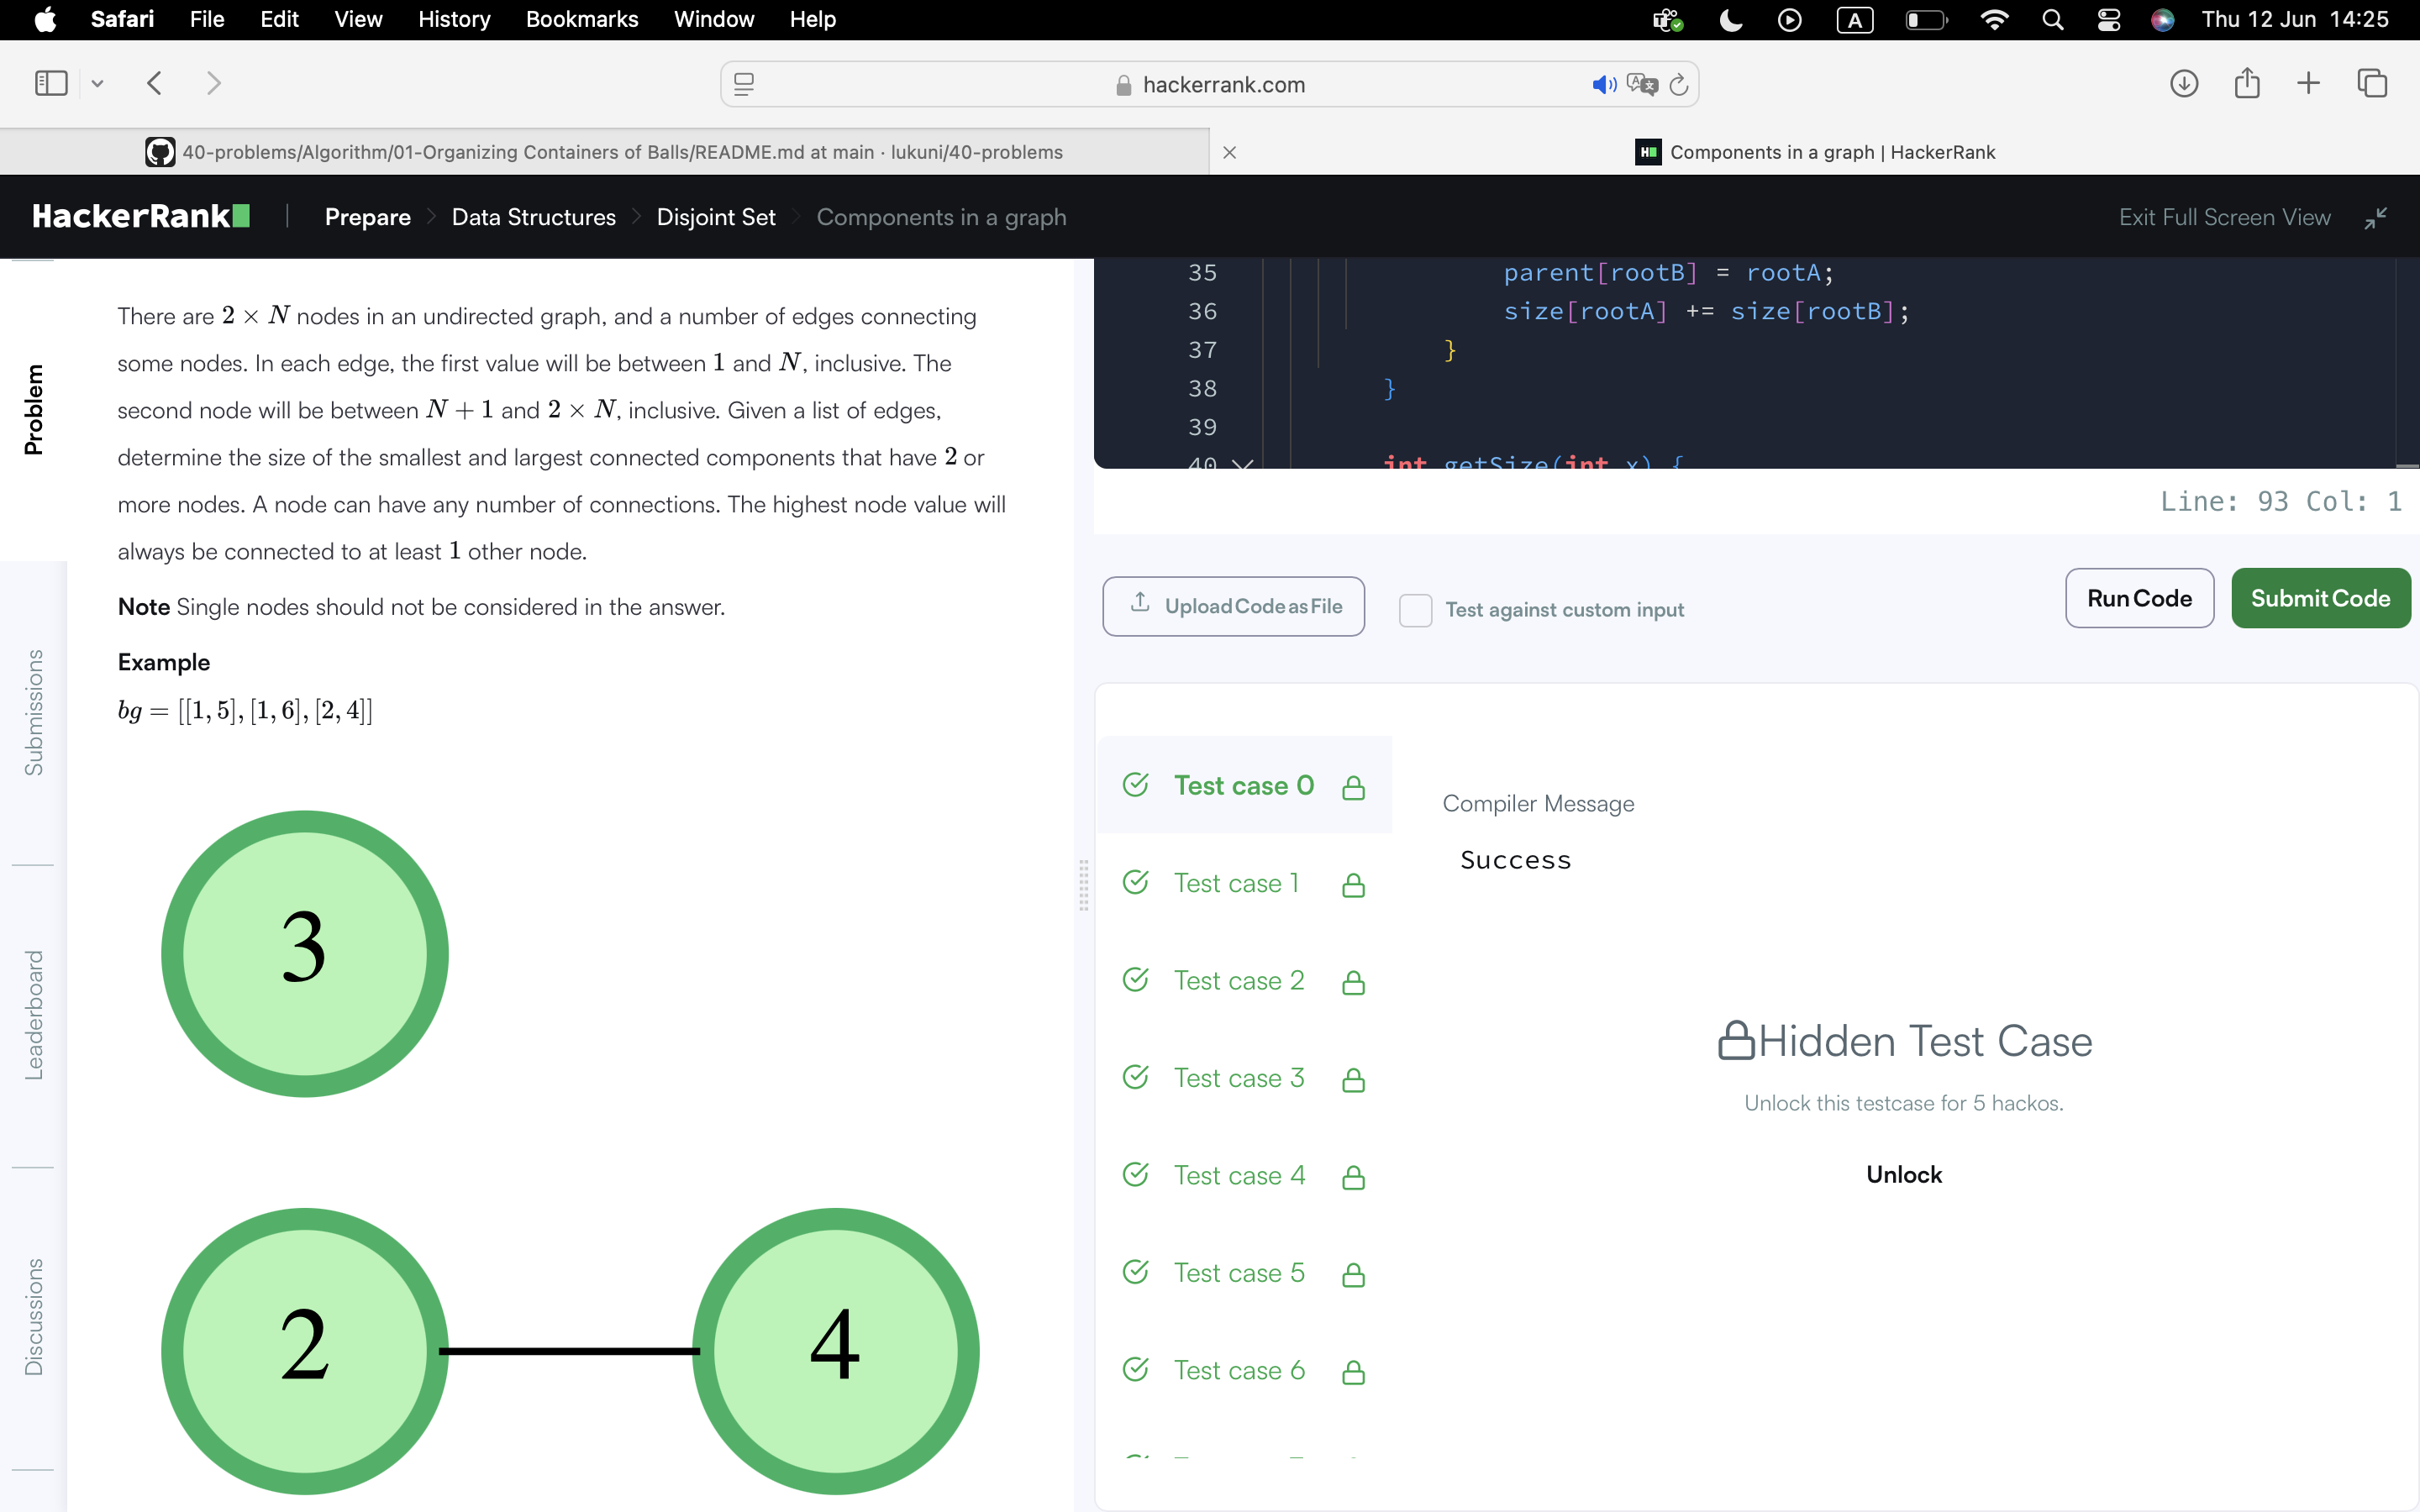 Safari File Edit View History Bookmarks Window Help A Thu 12 Jun 14:25
hackerrank.com
40-problems/Algorithm/01-Organizing Containers of Balls/README.md at main · lukuni/40-problems
Components in a graph | HackerRank
HackerRank | Prepare > Data Structures > Disjoint Set > Components in a graph
Exit Full Screen View
Problem
Submissions
Leaderboard
Discussions
There are 2 × N nodes in an undirected graph, and a number of edges connecting
some nodes. In each edge, the first value will be between 1 and N, inclusive. The
second node will be between N + 1 and 2 × N, inclusive. Given a list of edges,
determine the size of the smallest and largest connected components that have 2 or
more nodes. A node can have any number of connections. The highest node value will
always be connected to at least 1 other node.
Note Single nodes should not be considered in the answer.
Example
bg = [[1, 5], [1, 6], [2, 4]]
3
2
4
35 parent[rootB] = rootA;
36 size[rootA] += size[rootB];
37 }
38 }
39
40 int getSize(int x) {
Line: 93 Col: 1
Upload Code as File
Test against custom input
Run Code
Submit Code
Test case 0
Test case 1
Test case 2
Test case 3
Test case 4
Test case 5
Test case 6
Compiler Message
Success
Hidden Test Case
Unlock this testcase for 5 hackos.
Unlock